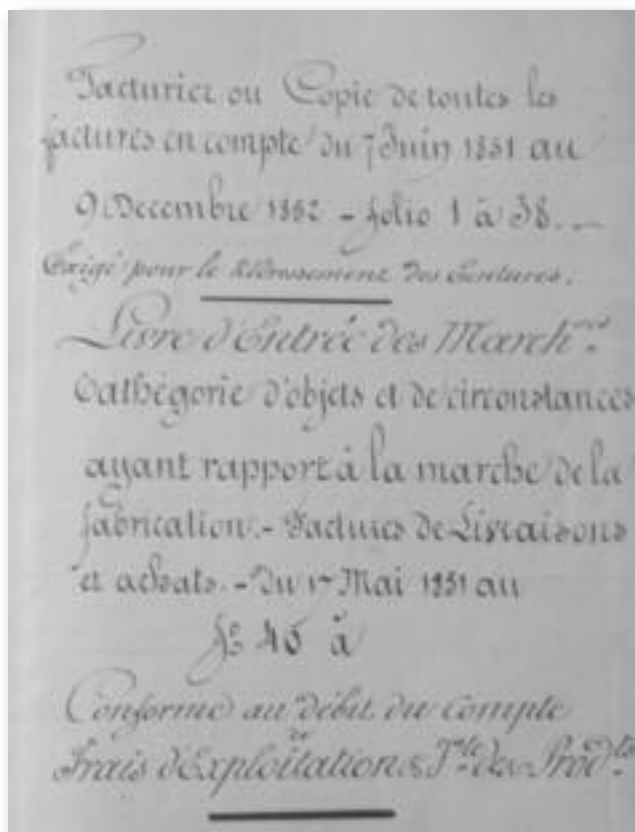 Facturier ou Copie de toutes les
factures en compte du 7 Juin 1851 au
9 Decembre 1852 - folio 1 à 38. -
Exigé pour le des
Livre d'Entrée des March.
Cathégorie d'objets et de circonstances
ayant rapport à la marche de la
fabrication. - Factures de Livraisons
et achats. - Du 1er Mai 1851 au
fo. 46 à
Conforme au débit du compte
Frais d'Exploitation & des Prod.ts